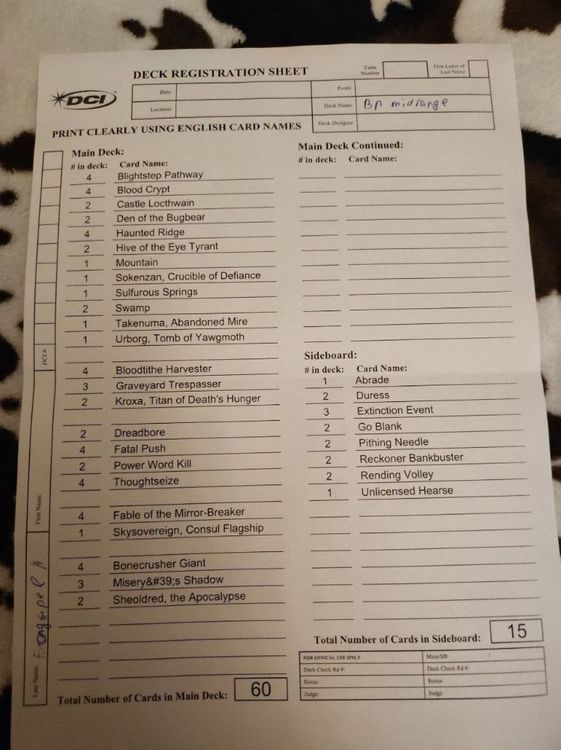 DECK REGISTRATION SHEET
Table Number
First Letter of Last Name
DCI
Date:
Event:
Location:
Deck Name: BR midrange
Deck Designer:
PRINT CLEARLY USING ENGLISH CARD NAMES
Main Deck:
# in deck: Card Name:
4 Blightstep Pathway
4 Blood Crypt
2 Castle Locthwain
2 Den of the Bugbear
4 Haunted Ridge
2 Hive of the Eye Tyrant
1 Mountain
1 Sokenzan, Crucible of Defiance
1 Sulfurous Springs
2 Swamp
1 Takenuma, Abandoned Mire
1 Urborg, Tomb of Yawgmoth
4 Bloodtithe Harvester
3 Graveyard Trespasser
2 Kroxa, Titan of Death's Hunger
2 Dreadbore
4 Fatal Push
2 Power Word Kill
4 Thoughtseize
4 Fable of the Mirror-Breaker
1 Skysovereign, Consul Flagship
4 Bonecrusher Giant
3 Misery&#39;s Shadow
2 Sheoldred, the Apocalypse
Total Number of Cards in Main Deck: 60
Main Deck Continued:
# in deck: Card Name:
Sideboard:
# in deck: Card Name:
1 Abrade
2 Duress
3 Extinction Event
2 Go Blank
2 Pithing Needle
2 Reckoner Bankbuster
2 Rending Volley
1 Unlicensed Hearse
Total Number of Cards in Sideboard: 15
FOR OFFICIAL USE ONLY
Main/SB:
Deck Check Rd #:
Deck Check Rd #:
Status:
Status:
Judge:
Judge:
DCI #:
First Name:
Last Name: